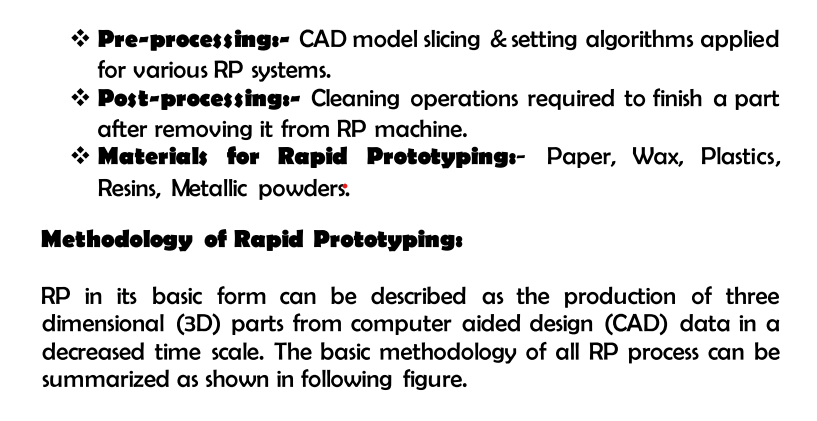 ❖ Pre-processing:- CAD model slicing & setting algorithms applied
for various RP systems.
❖ Post-processing:- Cleaning operations required to finish a part
after removing it from RP machine.
❖ Materials for Rapid Prototyping:- Paper, Wax, Plastics,
Resins, Metallic powders.
Methodology of Rapid Prototyping:
RP in its basic form can be described as the production of three
dimensional (3D) parts from computer aided design (CAD) data in a
decreased time scale. The basic methodology of all RP process can be
summarized as shown in following figure.